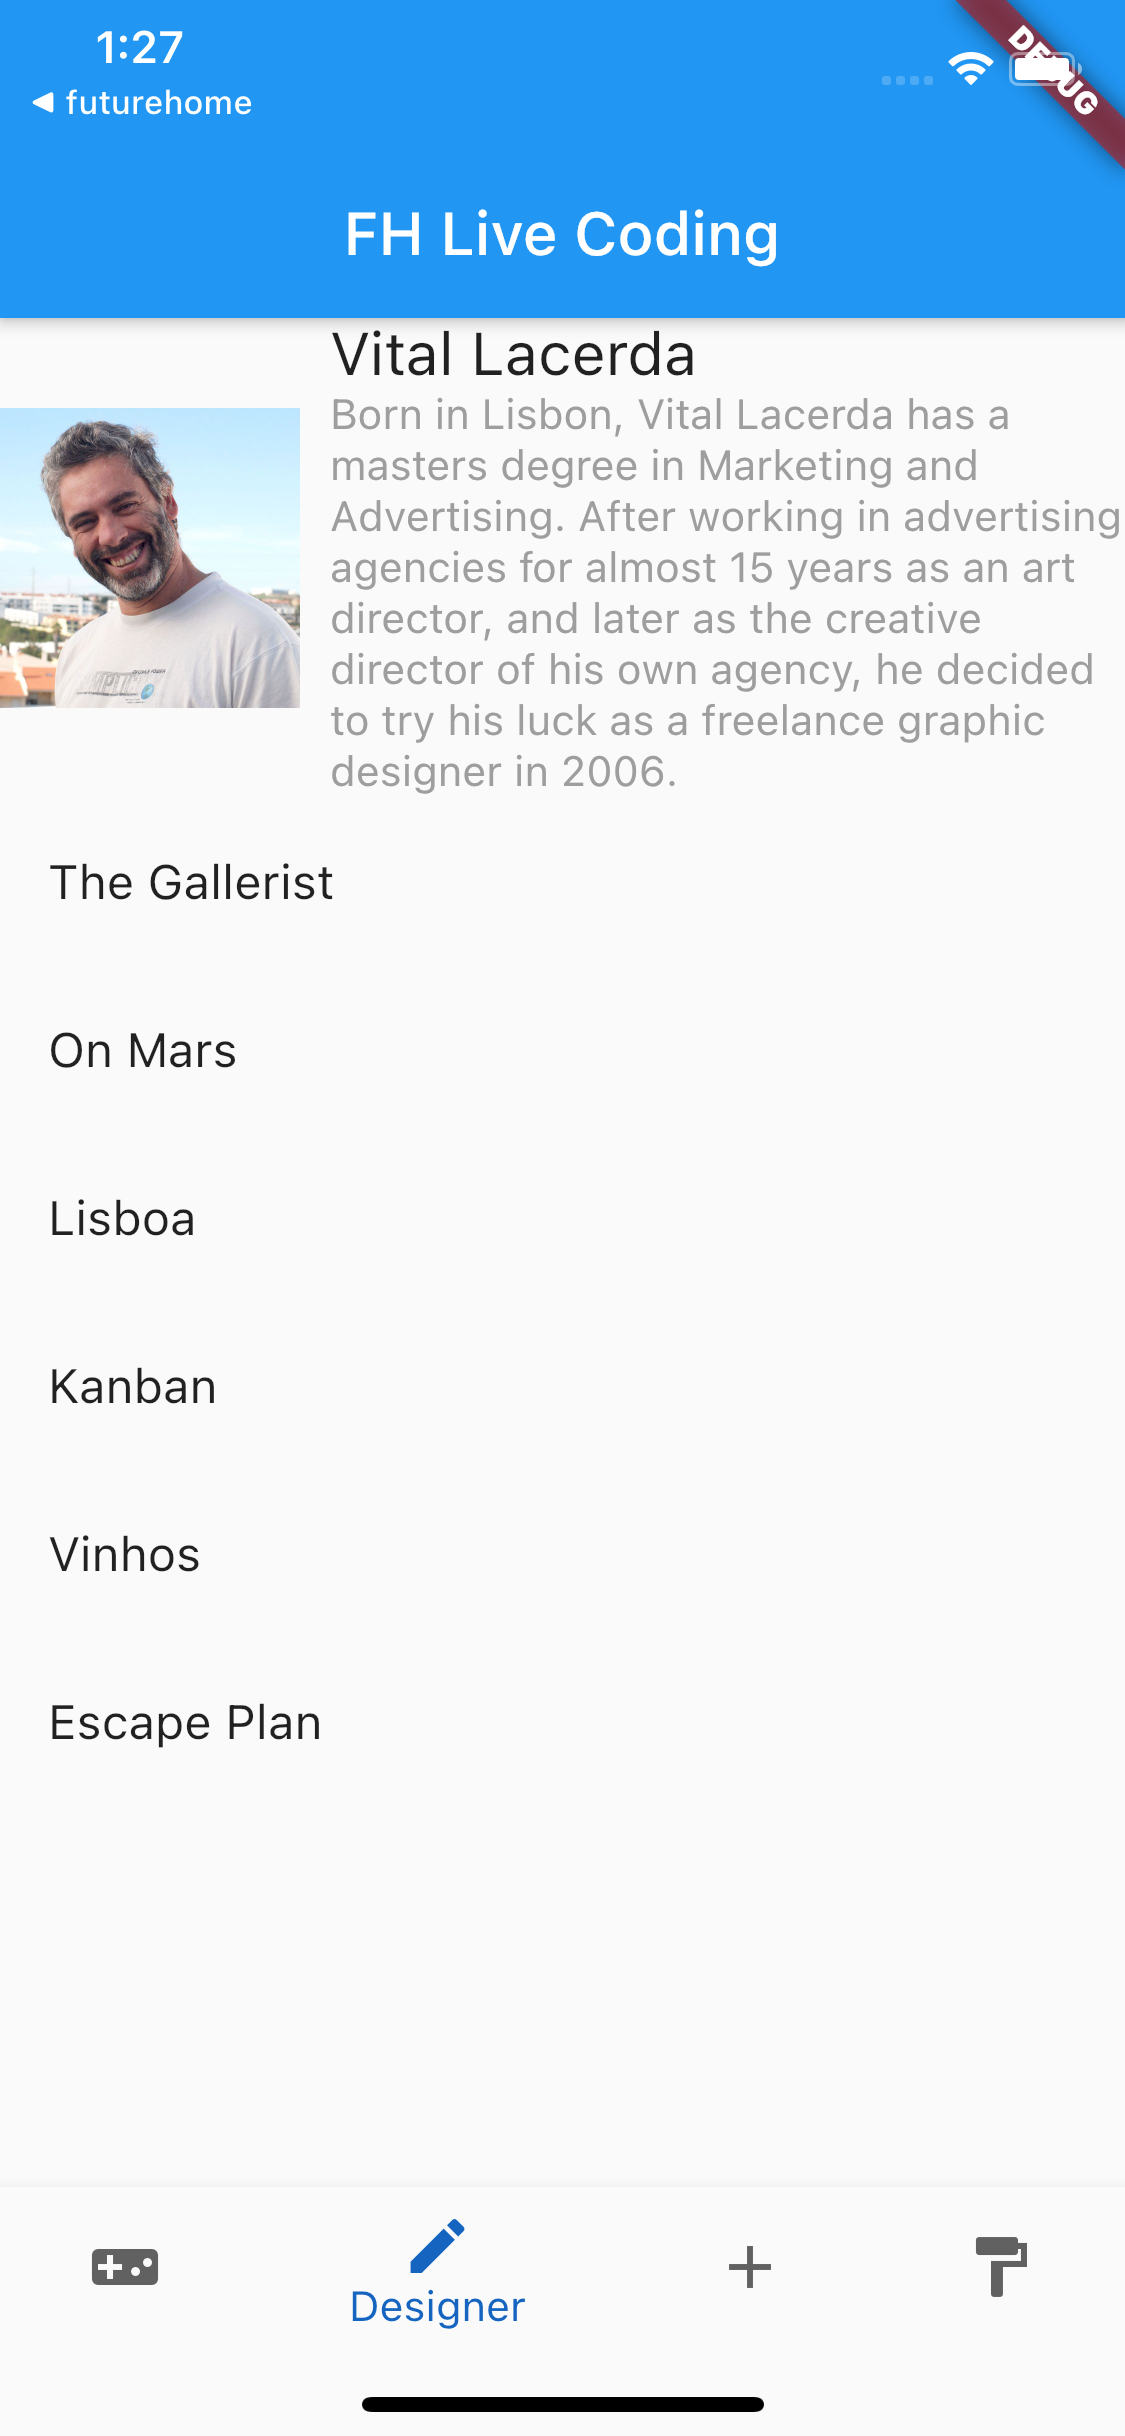 1:27
futurehome
DEBUG
FH Live Coding
Vital Lacerda
Born in Lisbon, Vital Lacerda has a
masters degree in Marketing and
Advertising. After working in advertising
agencies for almost 15 years as an art
director, and later as the creative
director of his own agency, he decided
to try his luck as a freelance graphic
designer in 2006.
The Gallerist
On Mars
Lisboa
Kanban
Vinhos
Escape Plan
Designer